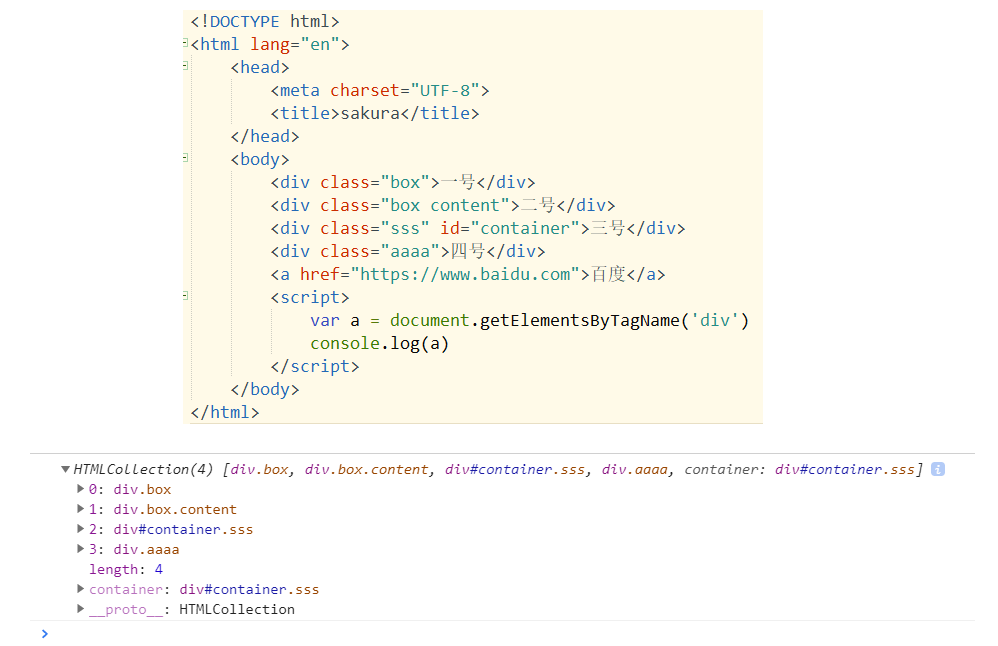 <!DOCTYPE html>
<html lang="en">
<head>
<meta charset="UTF-8">
<title>sakura</title>
</head>
<body>
<div class="box">一号</div>
<div class="box content">二号</div>
<div class="sss" id="container">三号</div>
<div class="aaaa">四号</div>
<a href="https://www.baidu.com">百度</a>
<script>
var a = document.getElementsByTagName('div')
console.log(a)
</script>
</body>
</html>
▼HTMLCollection(4) [div.box, div.box.content, div#container.sss, div.aaaa, container: div#container.sss] i
▶0: div.box
▶1: div.box.content
▶2: div#container.sss
▶3: div.aaaa
length: 4
▶container: div#container.sss
▶__proto__: HTMLCollection
>